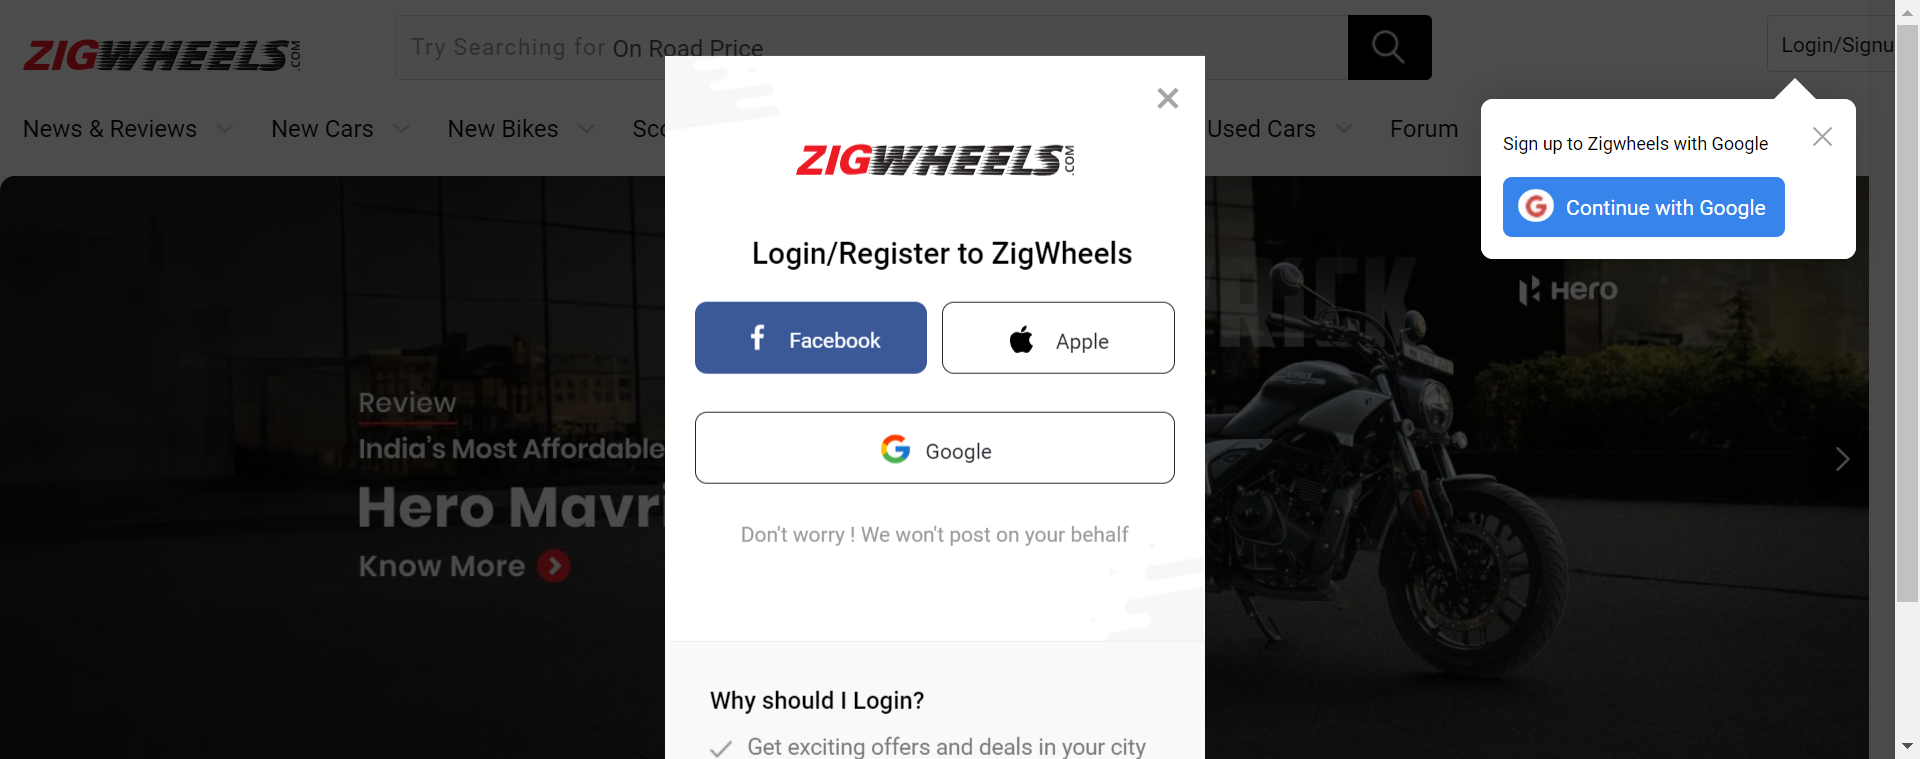 ZIGWHEELS.COM
Try Searching for On Road Price
Login/Signu
News & Reviews
New Cars
New Bikes
Sco
Used Cars
Forum
Sign up to Zigwheels with Google
Continue with Google
ZIGWHEELS.COM
Login/Register to ZigWheels
Facebook
Apple
Google
Don't worry ! We won't post on your behalf
Why should I Login?
Get exciting offers and deals in your city
Review
India's Most Affordable
Hero Mavri
Know More
RICK
Hero